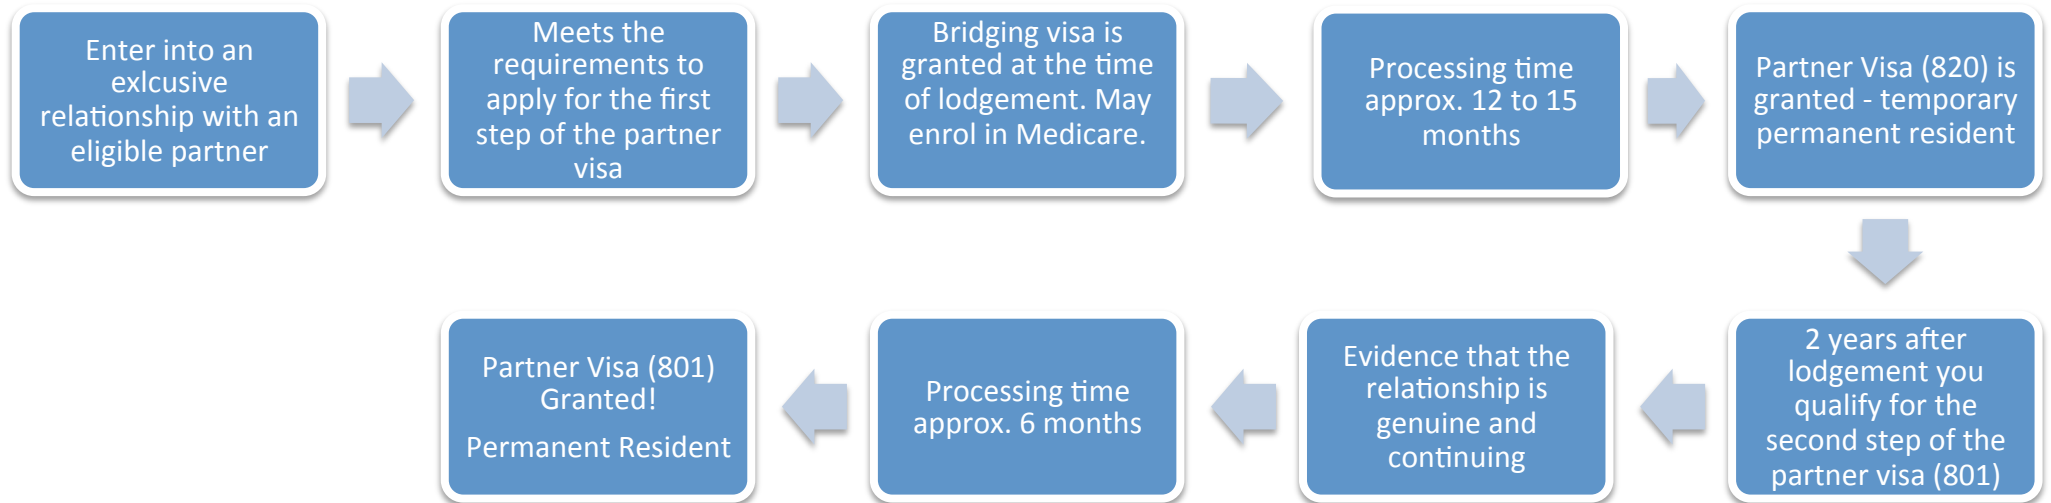 Enter into an
exlcusive
relationship with an
eligible partner
Meets the
requirements to
apply for the first
step of the partner
visa
Bridging visa is
granted at the time
of lodgement. May
enrol in Medicare.
Processing time
approx. 12 to 15
months
Partner Visa (820) is
granted - temporary
permanent resident
2 years after
lodgement you
qualify for the
second step of the
partner visa (801)
Evidence that the
relationship is
genuine and
continuing
Processing time
approx. 6 months
Partner Visa (801)
Granted!
Permanent Resident